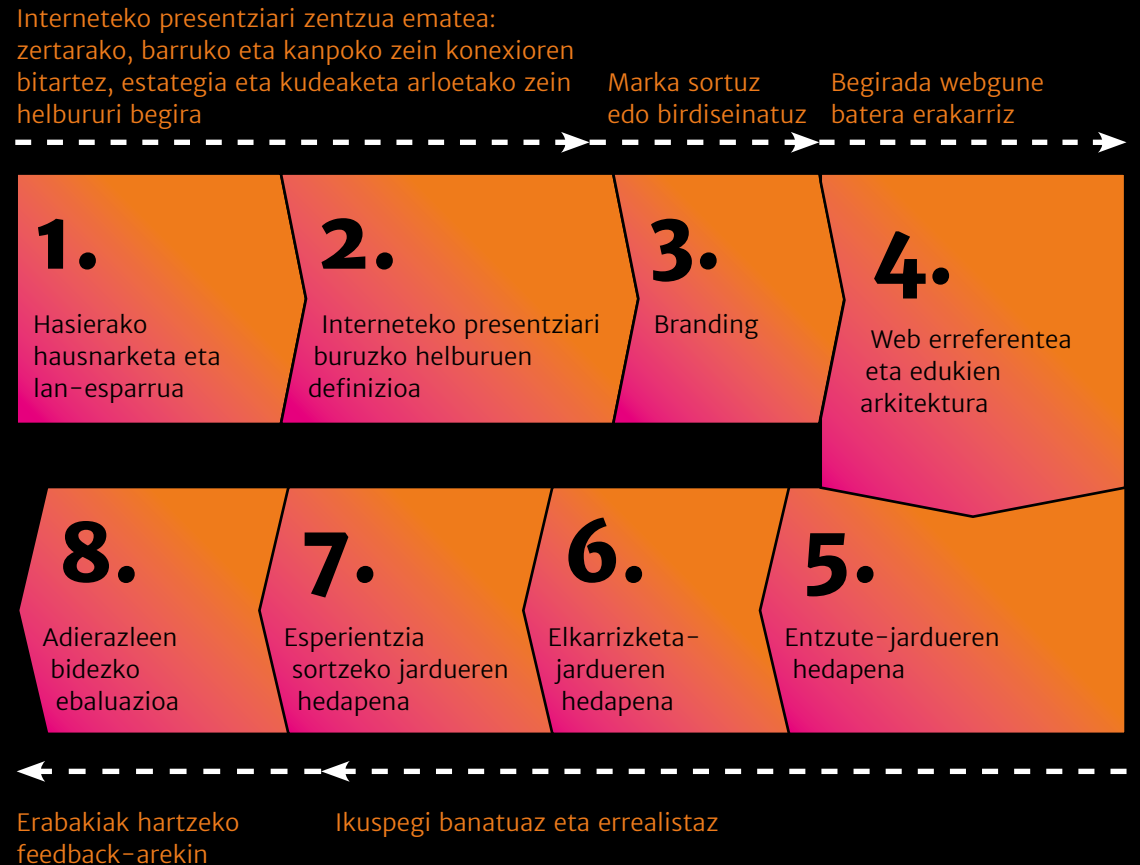 Interneteko presentziari zentzua ematea:
zertarako, barruko eta kanpoko zein konexioren
bitartez, estrategia eta kudeaketa arloetako zein
helbururi begira
Marka sortuz
edo birdiseinatuz
Begirada webgune
batera erakarriz
1.
Hasierako
hausnarketa eta
lan-esparrua
2.
Interneteko presentziari
buruzko helburuen
definizioa
3.
Branding
4.
Web erreferentea
eta edukien
arkitektura
5.
Entzute-jardueren
hedapena
6.
Elkarrizketa-
jardueren
hedapena
7.
Esperientzia
sortzeko jardueren
hedapena
8.
Adierazleen
bidezko
ebaluazioa
Erabakiak hartzeko
feedback-arekin
Ikuspegi banatuaz eta errealistaz